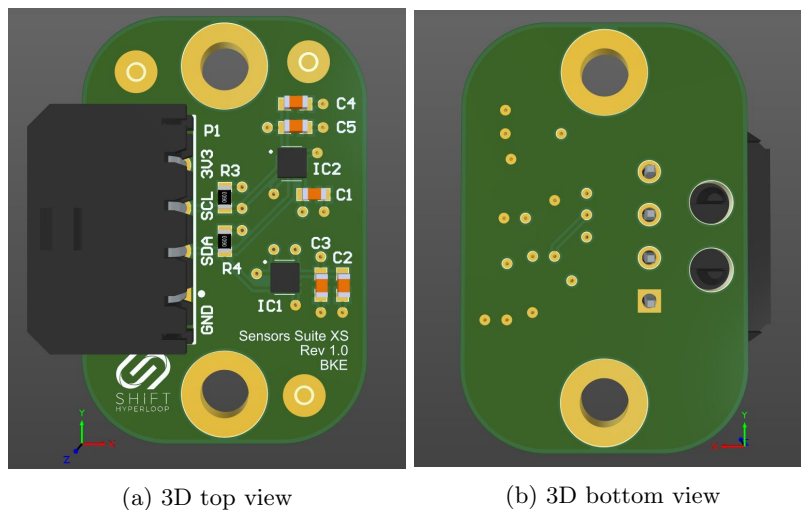 C4
C5
P1
3V3
R3
IC2
SCL
C1
SDA
R4
C3
C2
IC1
GND
Sensors Suite XS
Rev 1.0
BKE
SHIFT
HYPERLOOP
Y
X
Z
Y
X
(a) 3D top view
(b) 3D bottom view